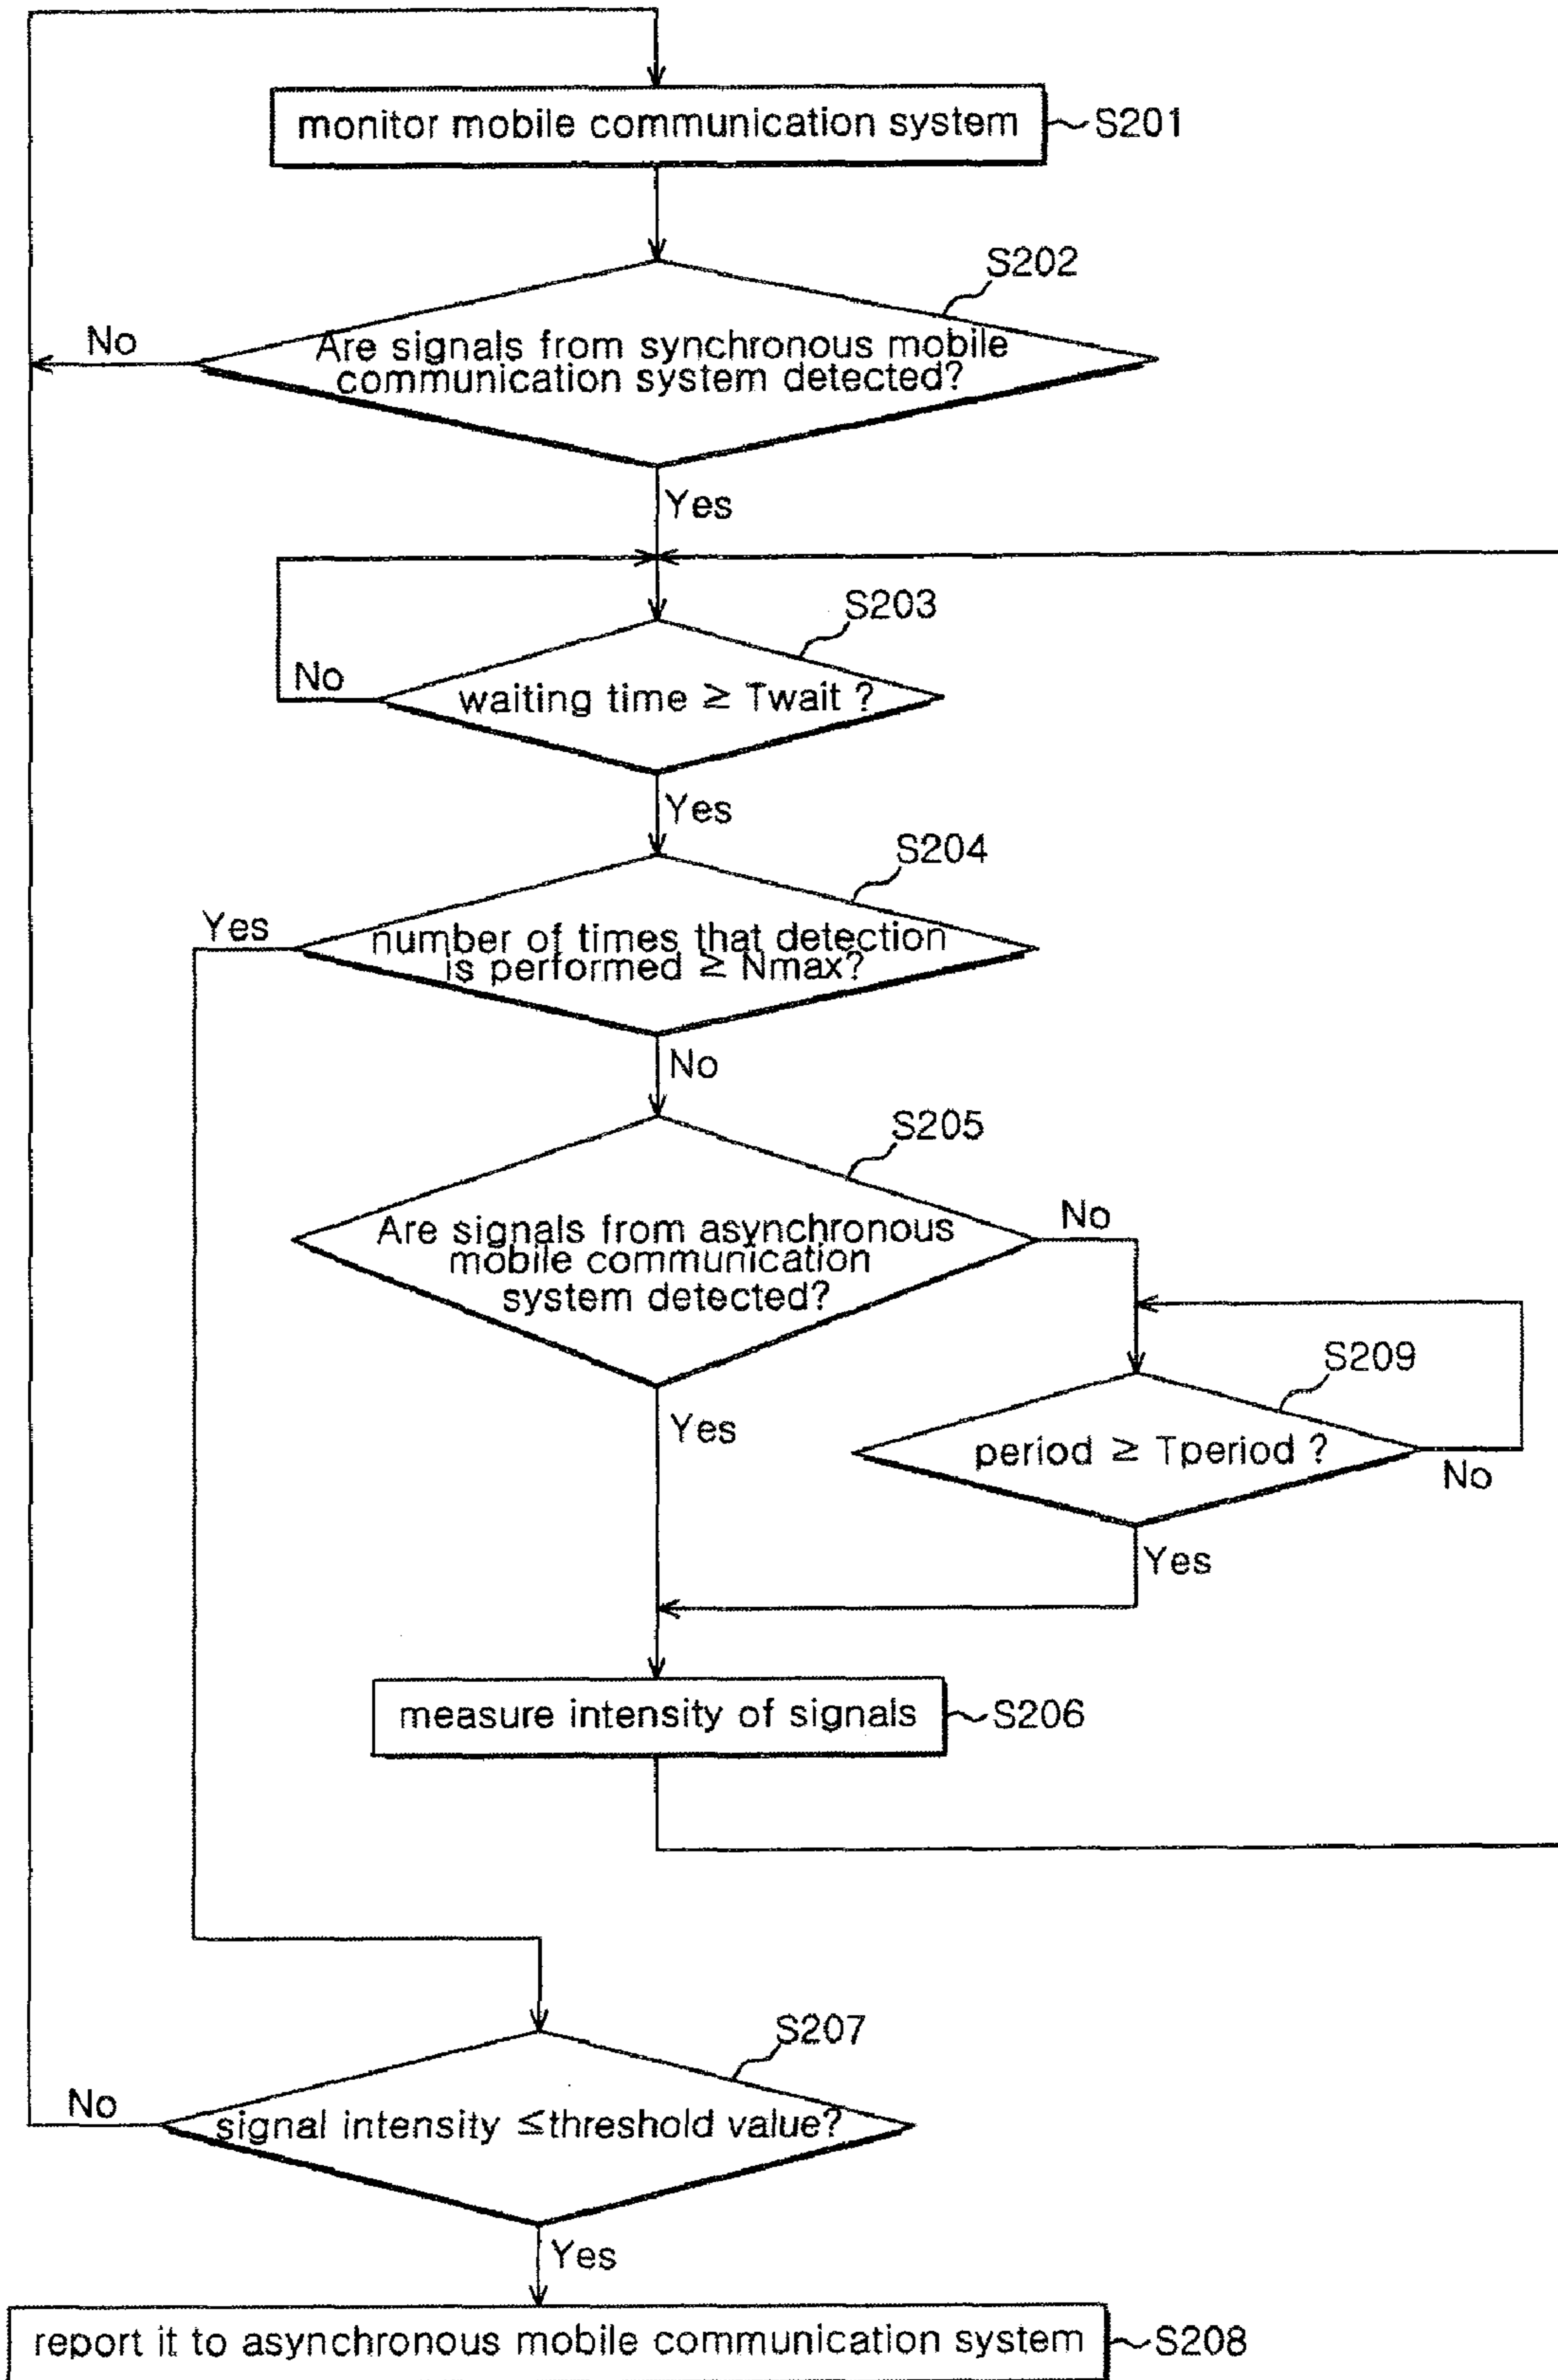 monitor mobile communication system
S201
S202
No
Are signals from synchronous mobile
communication system detected?
Yes
S203
No
waiting time ≥ Twait ?
Yes
S204
Yes
number of times that detection
is performed ≥ Nmax?
No
S205
Are signals from asynchronous
mobile communication
system detected?
No
S209
Yes
period ≥ Tperiod ?
No
Yes
measure intensity of signals
S206
S207
No
signal intensity ≤threshold value?
Yes
report it to asynchronous mobile communication system
S208